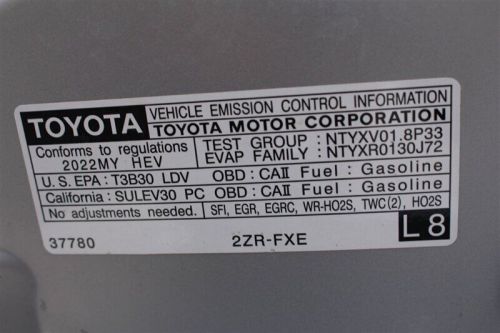 TOYOTA VEHICLE EMISSION CONTROL INFORMATION
TOYOTA MOTOR CORPORATION
Conforms to regulations
2022MY HEV
TEST GROUP : NTYXV01.8P33
EVAP FAMILY : NTYXR0130J72
U.S. EPA : T3B30 LDV OBD: CAII Fuel : Gasoline
California : SULEV30 PC OBD: CAII Fuel : Gasoline
No adjustments needed. SFI, EGR, EGRC, WR-HO2S, TWC(2), HO2S
37780 2ZR-FXE L 8